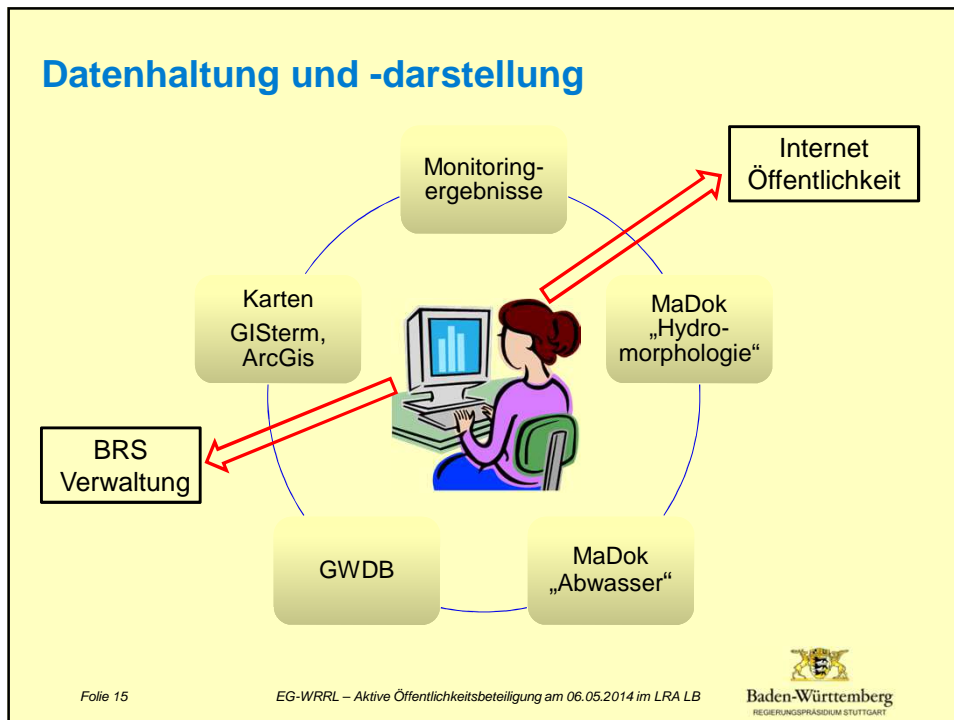 Datenhaltung und -darstellung
Monitoring-
ergebnisse
Internet
Öffentlichkeit
Karten
GISterm,
ArcGis
MaDok
„Hydro-
morphologie“
BRS
Verwaltung
GWDB
MaDok
„Abwasser“
Folie 15
EG-WRRL – Aktive Öffentlichkeitsbeteiligung am 06.05.2014 im LRA LB
Baden-Württemberg
REGIERUNGSPRÄSIDIUM STUTTGART